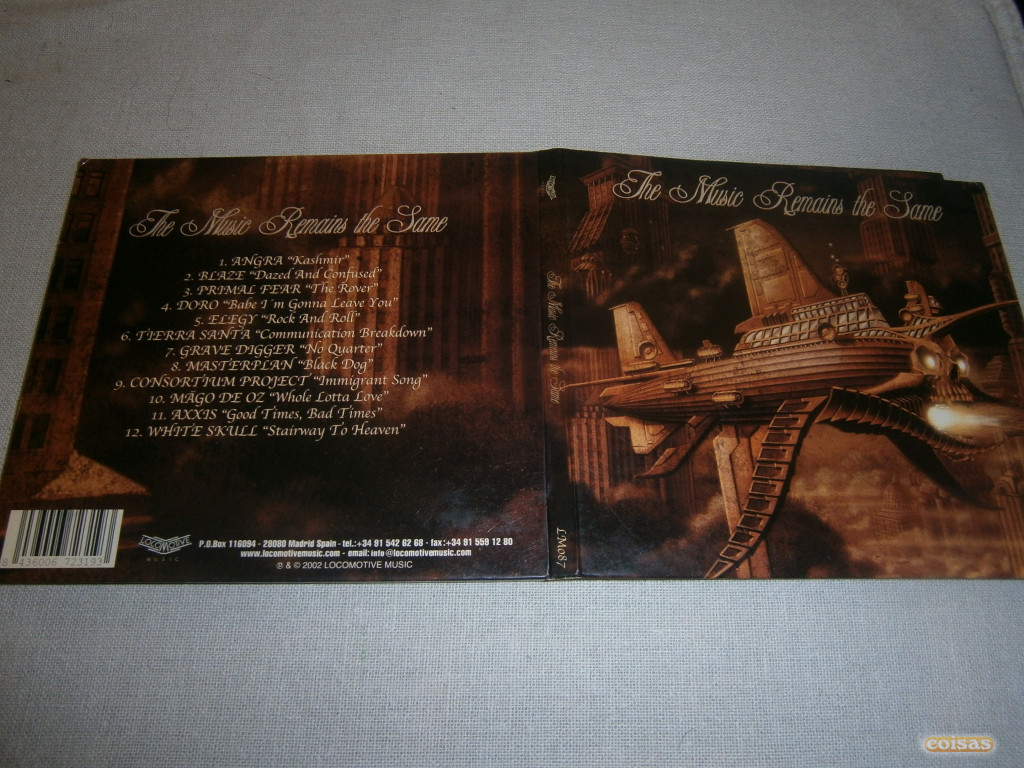 The Music Remains the Same
1. ANGRA "Kashmir"
2. BLAZE "Dazed And Confused"
3. PRIMAL FEAR "The Rover"
4. DORO "Babe I´m Gonna Leave You"
5. ELEGY "Rock And Roll"
6. TIERRA SANTA "Communication Breakdown"
7. GRAVE DIGGER "No Quarter"
8. MASTERPLAN "Black Dog"
9. CONSORTIUM PROJECT "Immigrant Song"
10. MÄGO DE OZ "Whole Lotta Love"
11. AXXIS "Good Times, Bad Times"
12. WHITE SKULL "Stairway To Heaven"
8 436006 723193
LOCOMOTIVE
MUSIC
P.O.Box 116094 - 28080 Madrid Spain - tel.:+34 91 542 62 68 - fax:+34 91 559 12 80
www.locomotivemusic.com - email: info@locomotivemusic.com
℗ & © 2002 LOCOMOTIVE MUSIC
The Music Remains the Same
LM087
The Music Remains the Same
coisas